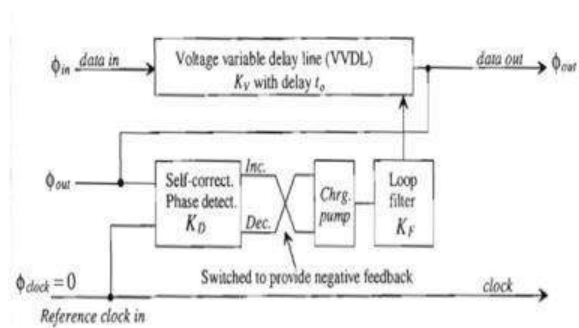 ϕin data in
Voltage variable delay line (VVDL)
KV with delay to
data out ϕout
ϕout
Self-correct.
Phase detect.
KD
Inc.
Dec.
Chrg.
pump
Loop
filter
KF
Switched to provide negative feedback
ϕclock = 0
clock
Reference clock in